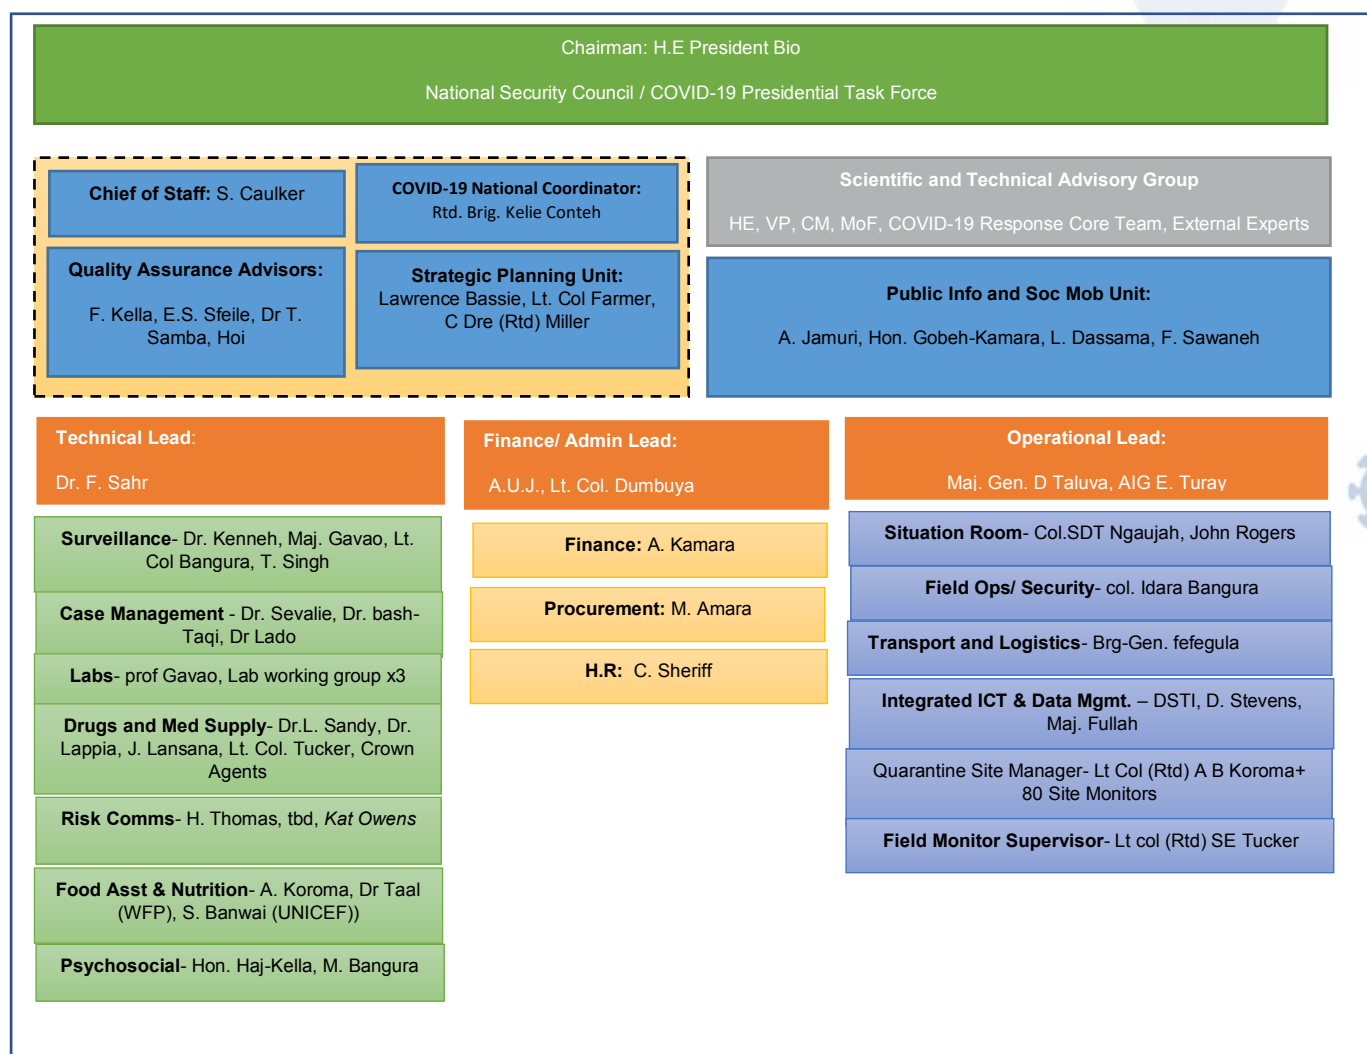 Chairman: H.E President Bio
National Security Council / COVID-19 Presidential Task Force
Chief of Staff: S. Caulker
COVID-19 National Coordinator:
Rtd. Brig. Kelie Conteh
Quality Assurance Advisors:
F. Kella, E.S. Sfeile, Dr T.
Samba, Hoi
Strategic Planning Unit:
Lawrence Bassie, Lt. Col Farmer,
C Dre (Rtd) Miller
Scientific and Technical Advisory Group
HE, VP, CM, MoF, COVID-19 Response Core Team, External Experts
Public Info and Soc Mob Unit:
A. Jamuri, Hon. Gobeh-Kamara, L. Dassama, F. Sawaneh
Technical Lead:
Dr. F. Sahr
Surveillance- Dr. Kenneh, Maj. Gavao, Lt.
Col Bangura, T. Singh
Case Management - Dr. Sevalie, Dr. bash-
Taqi, Dr Lado
Labs- prof Gavao, Lab working group x3
Drugs and Med Supply- Dr.L. Sandy, Dr.
Lappia, J. Lansana, Lt. Col. Tucker, Crown
Agents
Risk Comms- H. Thomas, tbd, Kat Owens
Food Asst & Nutrition- A. Koroma, Dr Taal
(WFP), S. Banwai (UNICEF))
Psychosocial- Hon. Haj-Kella, M. Bangura
Finance/ Admin Lead:
A.U.J., Lt. Col. Dumbuya
Finance: A. Kamara
Procurement: M. Amara
H.R: C. Sheriff
Operational Lead:
Maj. Gen. D Taluva, AIG E. Turay
Situation Room- Col.SDT Ngaujah, John Rogers
Field Ops/ Security- col. Idara Bangura
Transport and Logistics- Brg-Gen. fefegula
Integrated ICT & Data Mgmt. – DSTI, D. Stevens,
Maj. Fullah
Quarantine Site Manager- Lt Col (Rtd) A B Koroma+
80 Site Monitors
Field Monitor Supervisor- Lt col (Rtd) SE Tucker